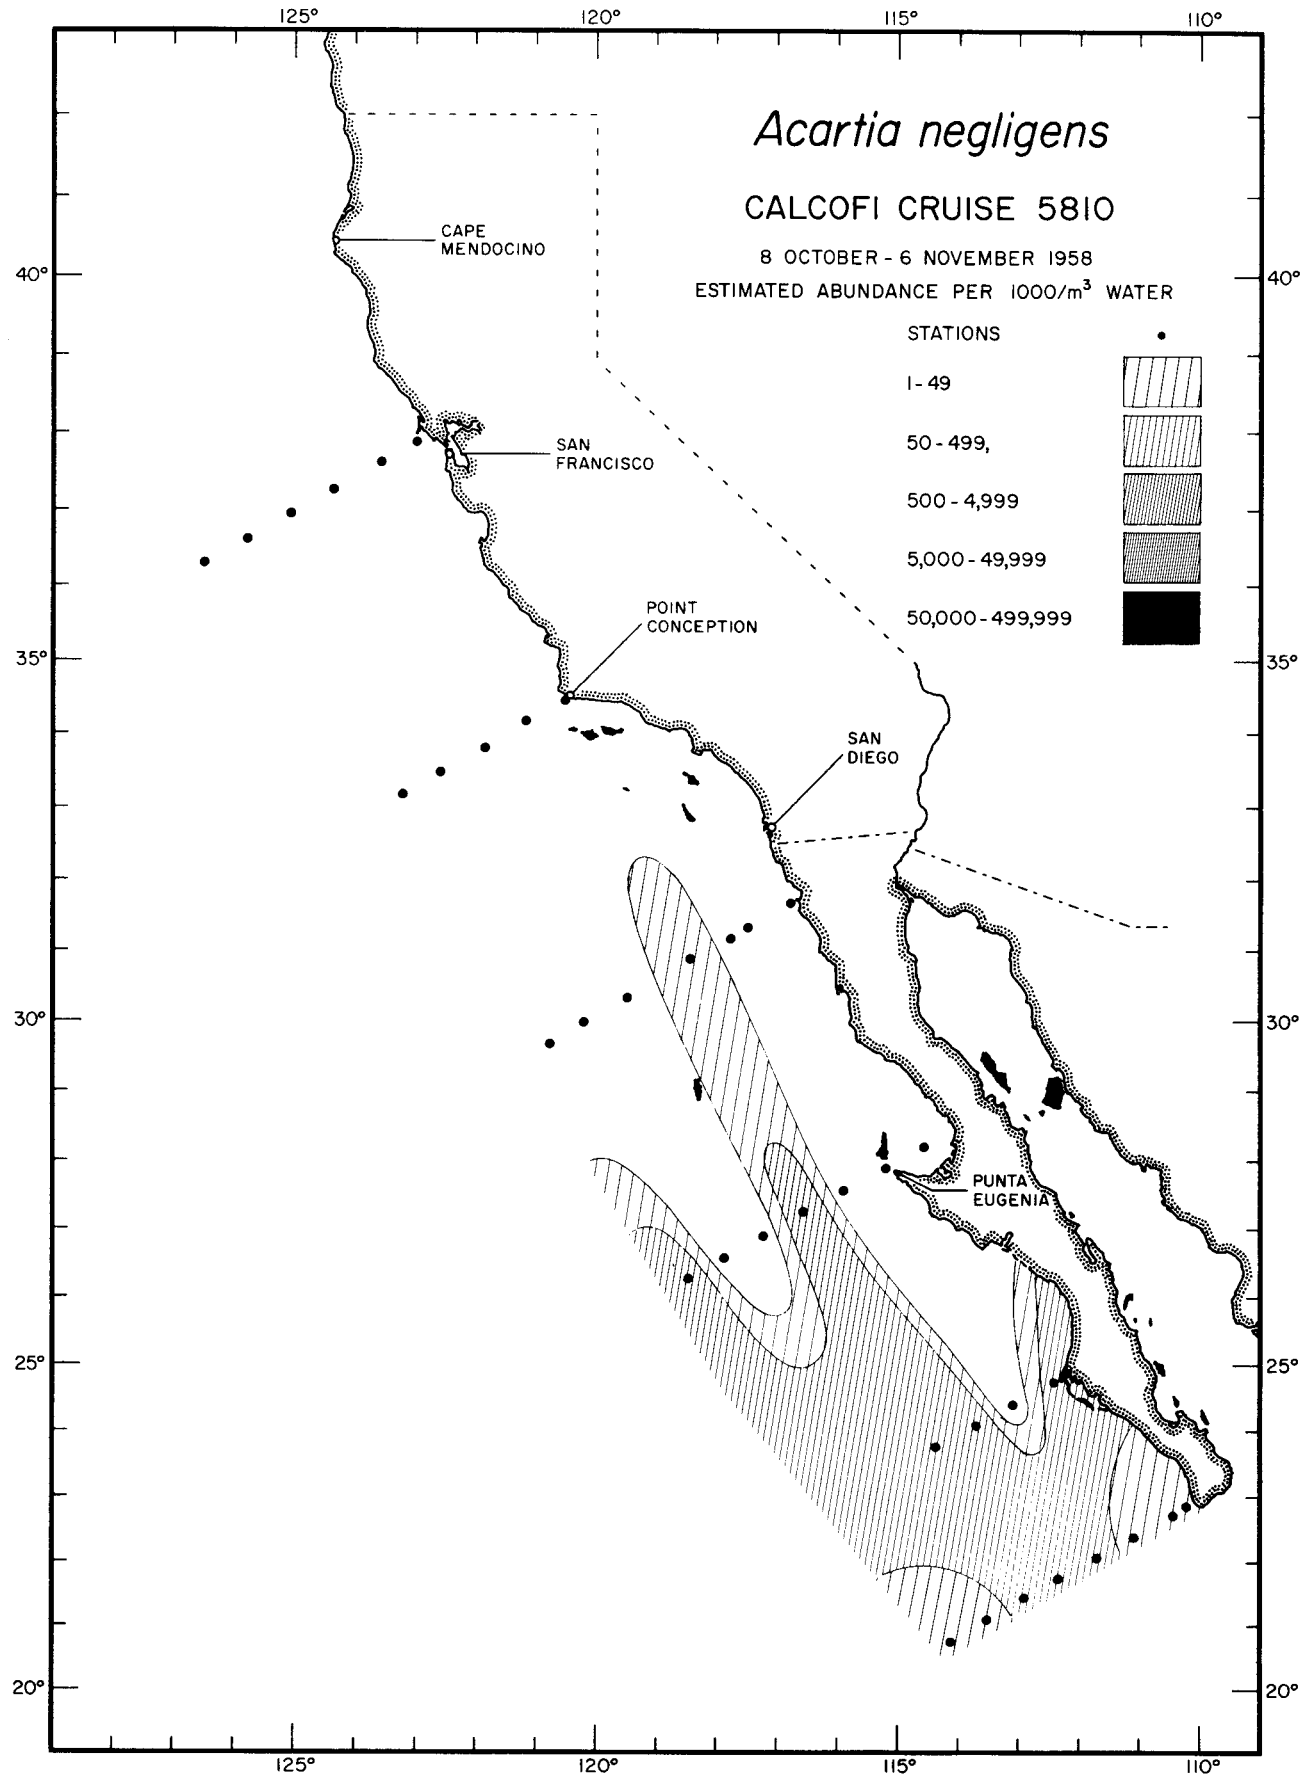 125° 120° 115° 110°
Acartia negligens
CALCOFI CRUISE 5810
8 OCTOBER - 6 NOVEMBER 1958
ESTIMATED ABUNDANCE PER 1000/m³ WATER
STATIONS
1-49
50-499,
500-4,999
5,000-49,999
50,000-499,999
CAPE
MENDOCINO
40° 40°
SAN
FRANCISCO
POINT
CONCEPTION
35° 35°
SAN
DIEGO
30° 30°
PUNTA
EUGENIA
25° 25°
20° 20°
125° 120° 115° 110°